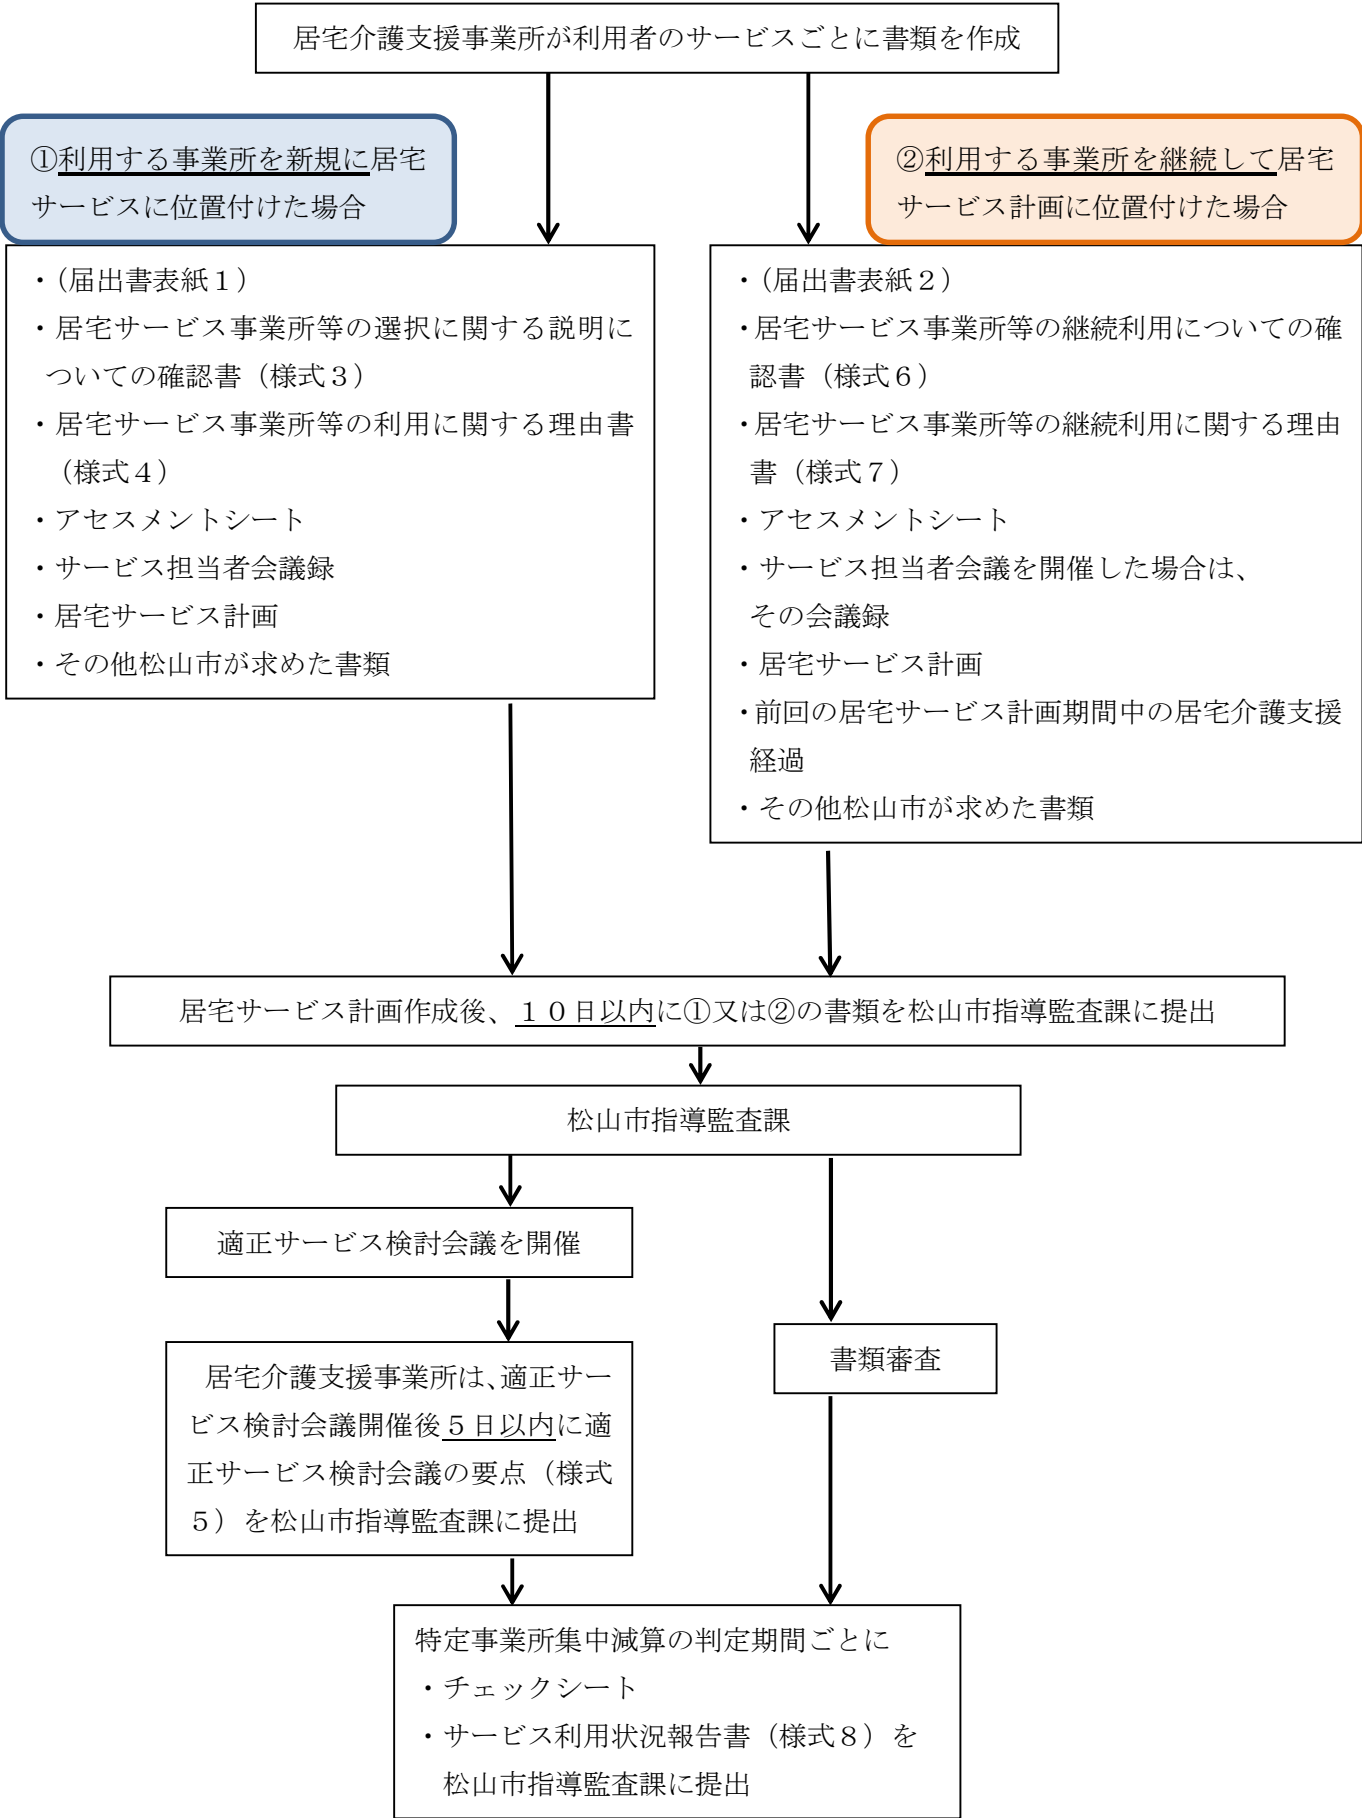 居宅介護支援事業所が利用者のサービスごとに書類を作成
①利用する事業所を新規に居宅
サービスに位置付けた場合
②利用する事業所を継続して居宅
サービス計画に位置付けた場合
・(届出書表紙１）
・居宅サービス事業所等の選択に関する説明に
ついての確認書（様式３）
・居宅サービス事業所等の利用に関する理由書
（様式４）
・アセスメントシート
・サービス担当者会議録
・居宅サービス計画
・その他松山市が求めた書類
・(届出書表紙２）
・居宅サービス事業所等の継続利用についての確
認書（様式６）
・居宅サービス事業所等の継続利用に関する理由
書（様式７）
・アセスメントシート
・サービス担当者会議を開催した場合は、
その会議録
・居宅サービス計画
・前回の居宅サービス計画期間中の居宅介護支援
経過
・その他松山市が求めた書類
居宅サービス計画作成後、１０日以内に①又は②の書類を松山市指導監査課に提出
松山市指導監査課
適正サービス検討会議を開催
居宅介護支援事業所は、適正サー
ビス検討会議開催後５日以内に適
正サービス検討会議の要点（様式
５）を松山市指導監査課に提出
書類審査
特定事業所集中減算の判定期間ごとに
・チェックシート
・サービス利用状況報告書（様式８）を
松山市指導監査課に提出